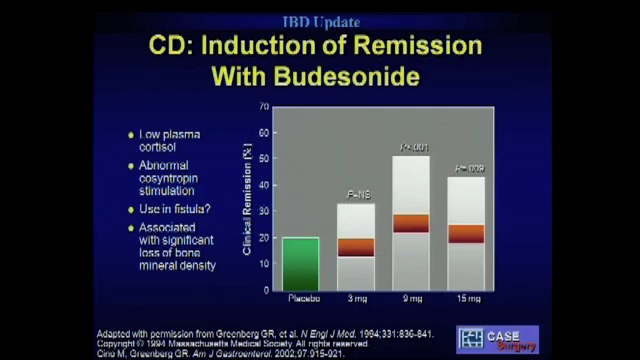 IBD Update
CD: Induction of Remission
With Budesonide
Low plasma
cortisol
Abnormal
cosyntropin
stimulation
Use in fistula?
Associated
with significant
loss of bone
mineral density
Clinical Remission (%)
70
60
50
40
30
20
10
0
P=NS
P<.001
P=.009
Placebo
3 mg
9 mg
15 mg
Adapted with permission from Greenberg GR, et al. N Engl J Med. 1994;331:836-841.
Copyright © 1994 Massachusetts Medical Society. All rights reserved
Cino M, Greenberg GR. Am J Gastroenterol. 2002;97:915-921.
CASE
Surgery